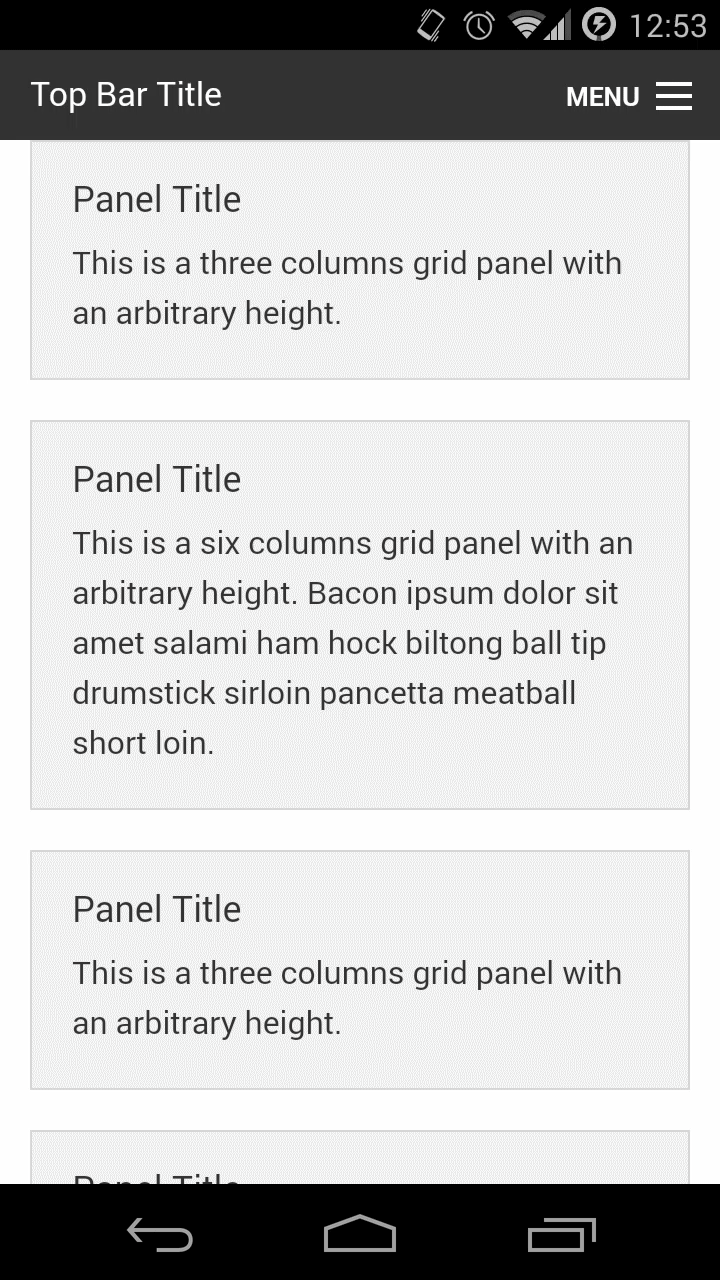 12:53
Top Bar Title MENU
Panel Title
This is a three columns grid panel with
an arbitrary height.
Panel Title
This is a six columns grid panel with an
arbitrary height. Bacon ipsum dolor sit
amet salami ham hock biltong ball tip
drumstick sirloin pancetta meatball
short loin.
Panel Title
This is a three columns grid panel with
an arbitrary height.
Panel Title